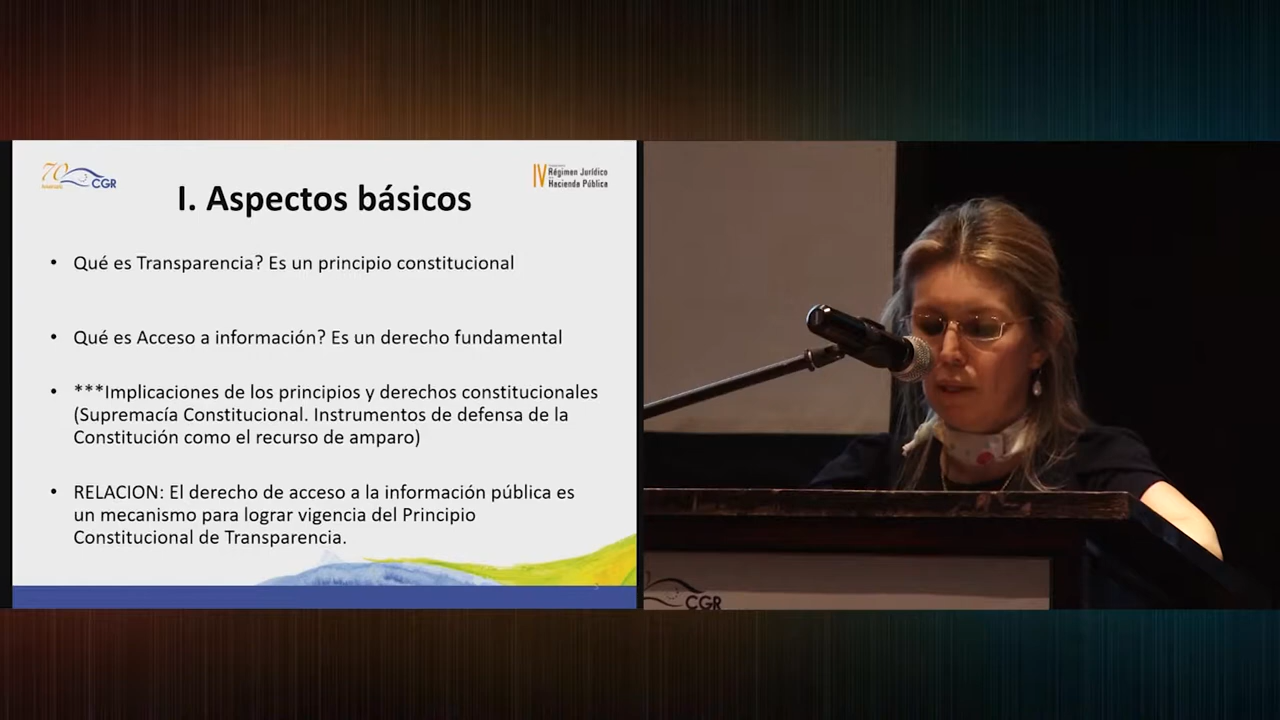 70
CGR
IV
Régimen Jurídico
Hacienda Pública
I. Aspectos básicos
• Qué es Transparencia? Es un principio constitucional
• Qué es Acceso a información? Es un derecho fundamental
• ***Implicaciones de los principios y derechos constitucionales
(Supremacía Constitucional. Instrumentos de defensa de la
Constitución como el recurso de amparo)
• RELACION: El derecho de acceso a la información pública es
un mecanismo para lograr vigencia del Principio
Constitucional de Transparencia.
CGR